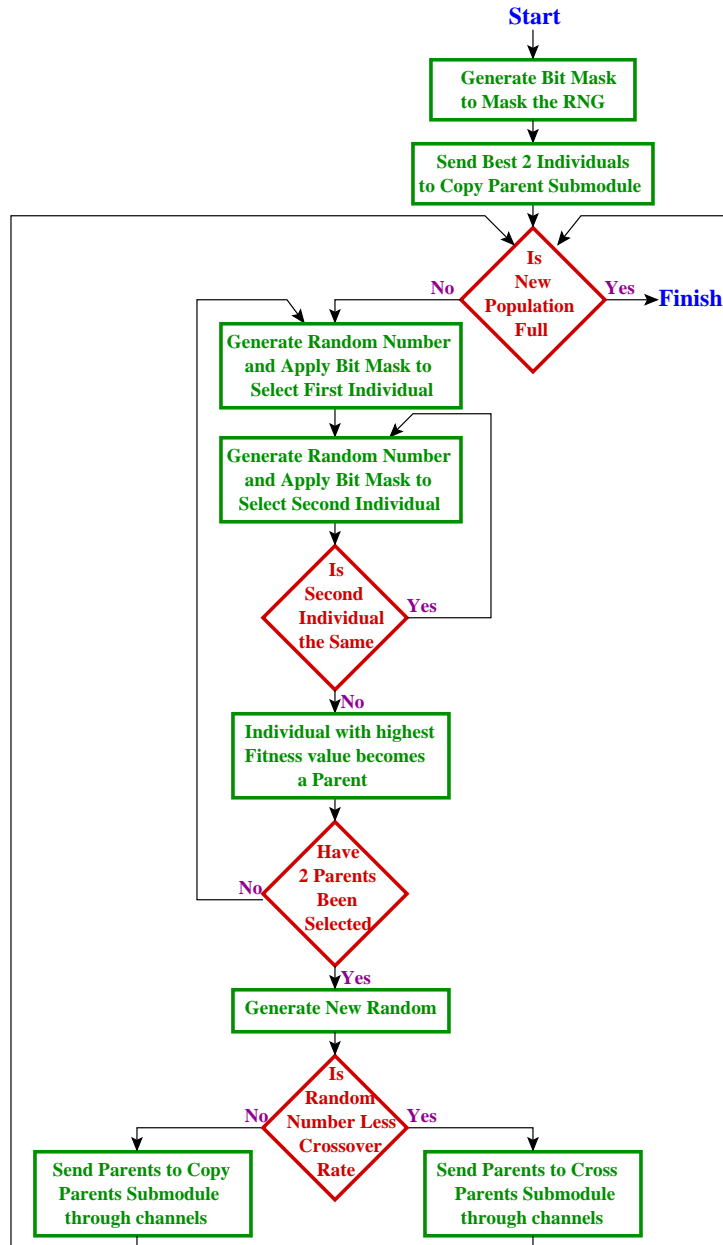 Start
Generate Bit Mask
to Mask the RNG
Send Best 2 Individuals
to Copy Parent Submodule
Is
New
Population
Full
No
Yes
Finish
Generate Random Number
and Apply Bit Mask to
Select First Individual
Generate Random Number
and Apply Bit Mask to
Select Second Individual
Is
Second
Individual
the Same
Yes
No
Individual with highest
Fitness value becomes
a Parent
Have
2 Parents
Been
Selected
No
Yes
Generate New Random
Is
Random
Number Less
Crossover
Rate
No
Yes
Send Parents to Copy
Parents Submodule
through channels
Send Parents to Cross
Parents Submodule
through channels